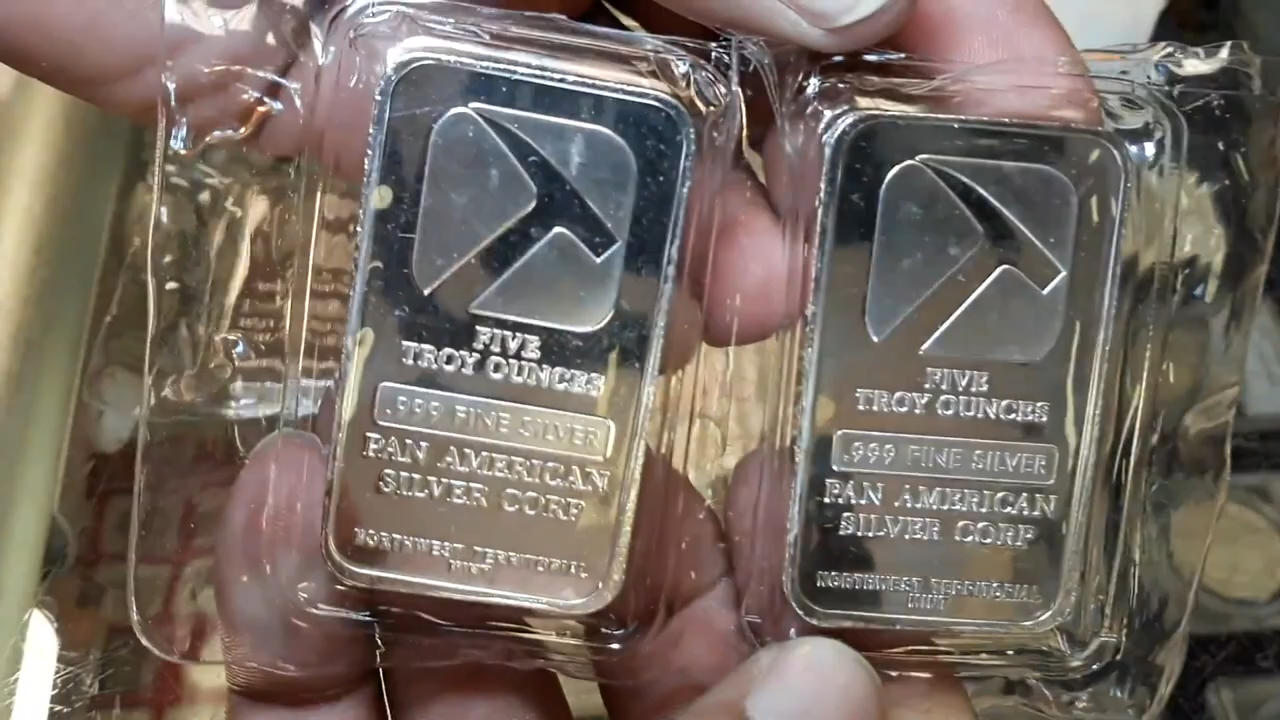 FIVE
TROY OUNCES
.999 FINE SILVER
PAN AMERICAN
SILVER CORP
NORTHWEST TERRITORIAL
MINT
FIVE
TROY OUNCES
.999 FINE SILVER
PAN AMERICAN
SILVER CORP
NORTHWEST TERRITORIAL
MINT